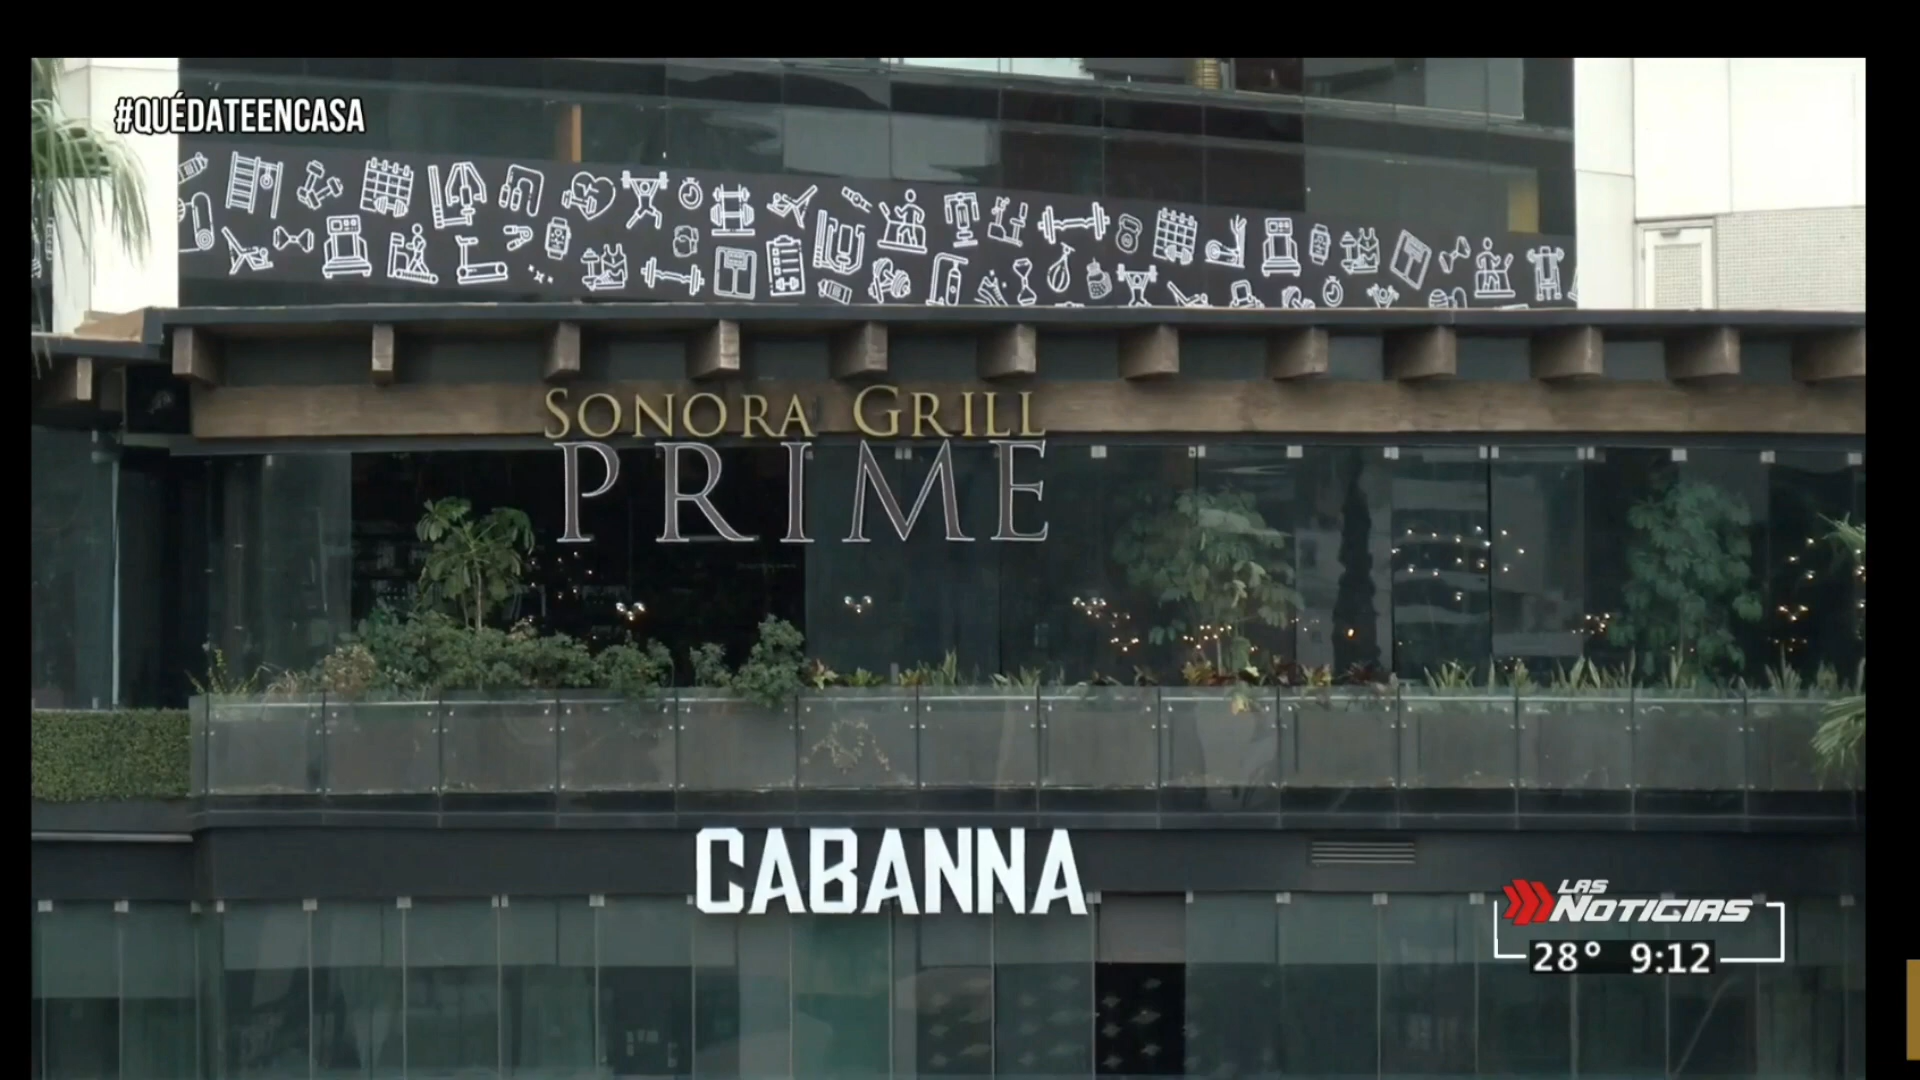 #QUÉDATEENCASA
SONORA GRILL
PRIME
CABANNA
LAS
NOTICIAS
28° 9:12